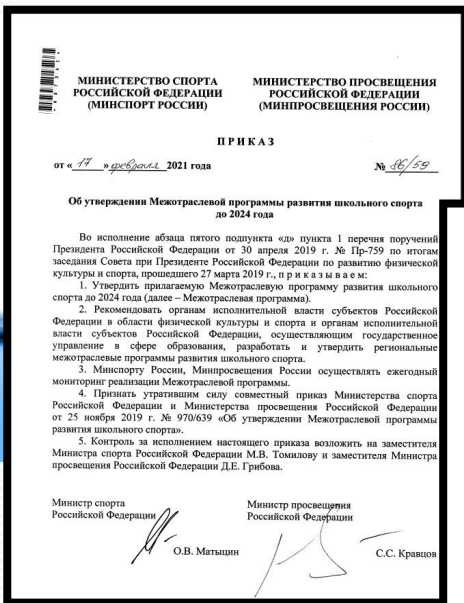 МИНИСТЕРСТВО СПОРТА
РОССИЙСКОЙ ФЕДЕРАЦИИ
(МИНСПОРТ РОССИИ)
МИНИСТЕРСТВО ПРОСВЕЩЕНИЯ
РОССИЙСКОЙ ФЕДЕРАЦИИ
(МИНПРОСВЕЩЕНИЯ РОССИИ)
ПРИКАЗ
от « 17 » февраля 2021 года
№ 86/59
Об утверждении Межотраслевой программы развития школьного спорта
до 2024 года
Во исполнение абзаца пятого подпункта «д» пункта 1 перечня поручений
Президента Российской Федерации от 30 апреля 2019 г. № Пр-759 по итогам
заседания Совета при Президенте Российской Федерации по развитию физической
культуры и спорта, прошедшего 27 марта 2019 г., приказываем:
1. Утвердить прилагаемую Межотраслевую программу развития школьного
спорта до 2024 года (далее – Межотраслевая программа).
2. Рекомендовать органам исполнительной власти субъектов Российской
Федерации в области физической культуры и спорта и органам исполнительной
власти субъектов Российской Федерации, осуществляющим государственное
управление в сфере образования, разработать и утвердить региональные
межотраслевые программы развития школьного спорта.
3. Минспорту России, Минпросвещения России осуществлять ежегодный
мониторинг реализации Межотраслевой программы.
4. Признать утратившим силу совместный приказ Министерства спорта
Российской Федерации и Министерства просвещения Российской Федерации
от 25 ноября 2019 г. № 970/639 «Об утверждении Межотраслевой программы
развития школьного спорта».
5. Контроль за исполнением настоящего приказа возложить на заместителя
Министра спорта Российской Федерации М.В. Томилову и заместителя Министра
просвещения Российской Федерации Д.Е. Грибова.
Министр спорта
Российской Федерации
О.В. Матыцин
Министр просвещения
Российской Федерации
С.С. Кравцов